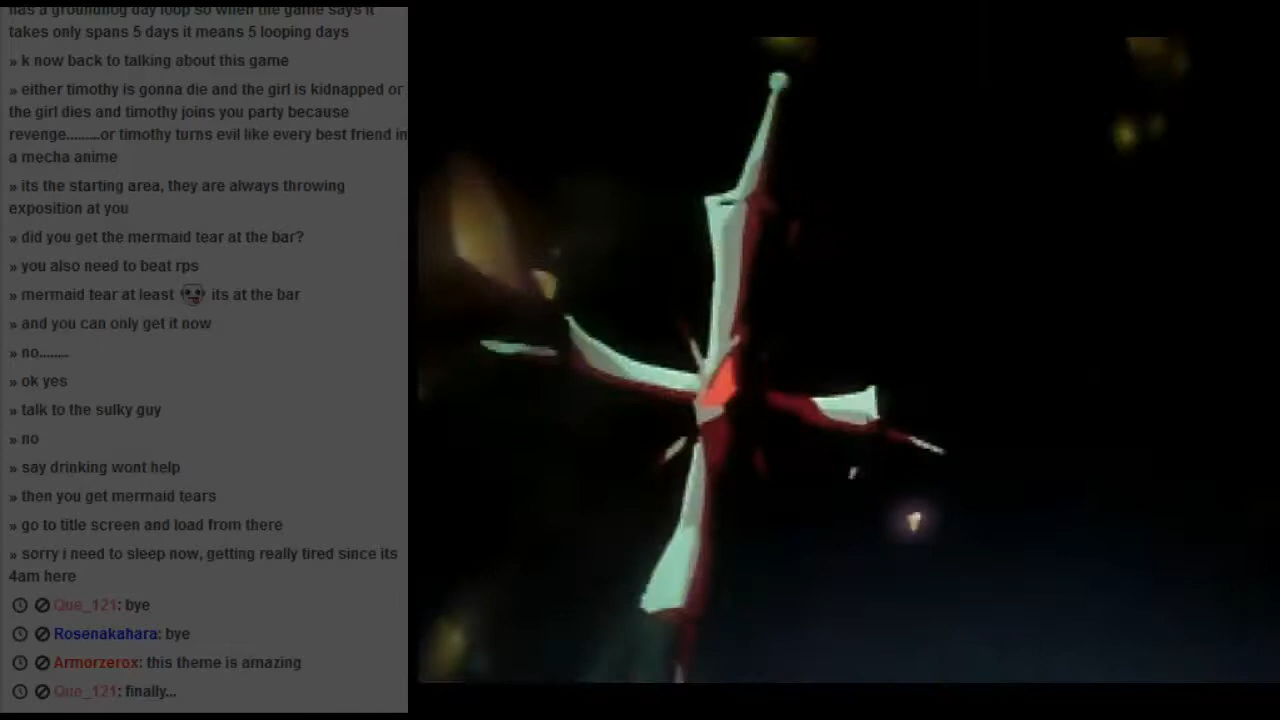 has a groundhog day loop so when the game says it
takes only spans 5 days it means 5 looping days
» k now back to talking about this game
» either timothy is gonna die and the girl is kidnapped or
the girl dies and timothy joins you party because
revenge.........or timothy turns evil like every best friend in
a mecha anime
» its the starting area, they are always throwing
exposition at you
» did you get the mermaid tear at the bar?
» you also need to beat rps
» mermaid tear at least its at the bar
» and you can only get it now
» no........
» ok yes
» talk to the sulky guy
» no
» say drinking wont help
» then you get mermaid tears
» go to title screen and load from there
» sorry i need to sleep now, getting really tired since its
4am here
Que_121: bye
Rosenakahara: bye
Armorzerox: this theme is amazing
Que_121: finally...